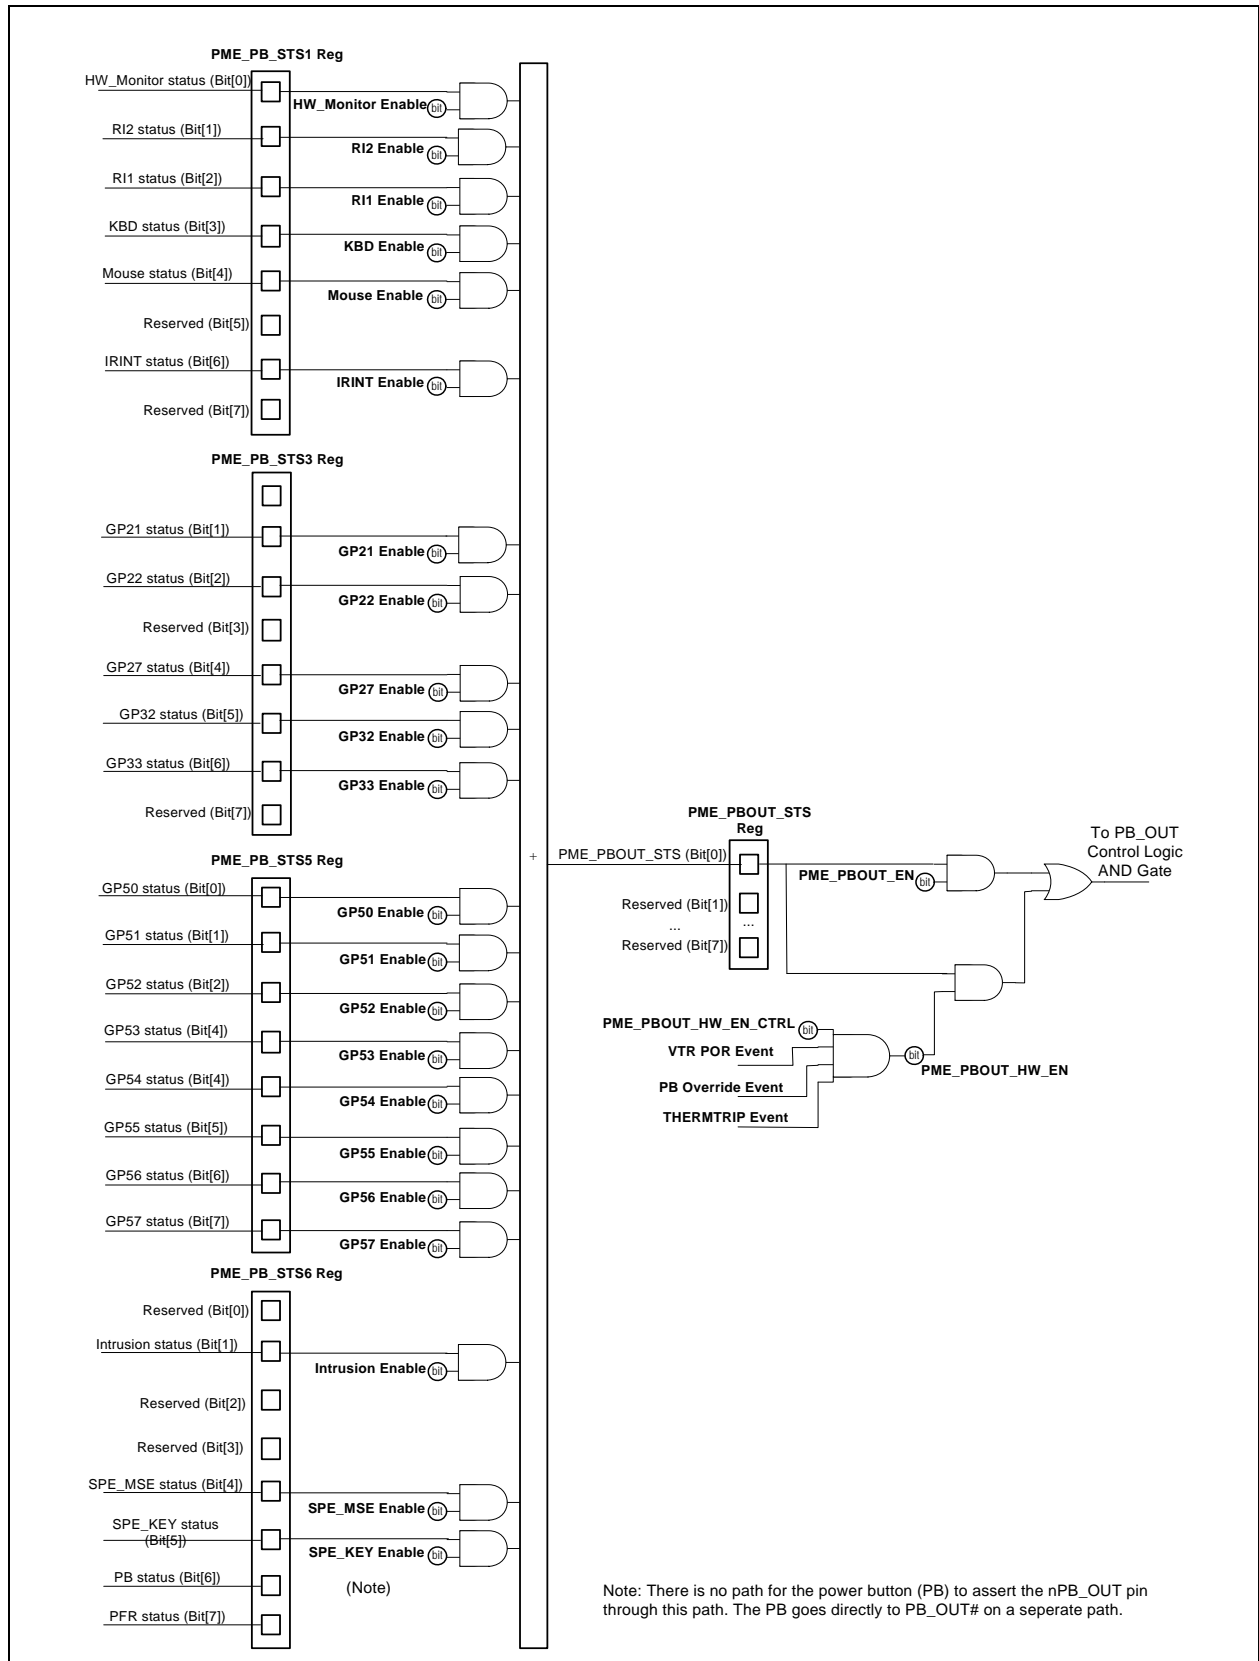 PME_PB_STS1 Reg
HW_Monitor status (Bit[0])
HW_Monitor Enable
bit
RI2 status (Bit[1])
RI2 Enable
bit
RI1 status (Bit[2])
RI1 Enable
bit
KBD status (Bit[3])
KBD Enable
bit
Mouse status (Bit[4])
Mouse Enable
bit
Reserved (Bit[5])
IRINT status (Bit[6])
IRINT Enable
bit
Reserved (Bit[7])
PME_PB_STS3 Reg
GP21 status (Bit[1])
GP21 Enable
bit
GP22 status (Bit[2])
GP22 Enable
bit
Reserved (Bit[3])
GP27 status (Bit[4])
GP27 Enable
bit
GP32 status (Bit[5])
GP32 Enable
bit
GP33 status (Bit[6])
GP33 Enable
bit
Reserved (Bit[7])
PME_PB_STS5 Reg
GP50 status (Bit[0])
GP50 Enable
bit
GP51 status (Bit[1])
GP51 Enable
bit
GP52 status (Bit[2])
GP52 Enable
bit
GP53 status (Bit[4])
GP53 Enable
bit
GP54 status (Bit[4])
GP54 Enable
bit
GP55 status (Bit[5])
GP55 Enable
bit
GP56 status (Bit[6])
GP56 Enable
bit
GP57 status (Bit[7])
GP57 Enable
bit
PME_PB_STS6 Reg
Reserved (Bit[0])
Intrusion status (Bit[1])
Intrusion Enable
bit
Reserved (Bit[2])
Reserved (Bit[3])
SPE_MSE status (Bit[4])
SPE_MSE Enable
bit
SPE_KEY status
(Bit[5])
SPE_KEY Enable
bit
PB status (Bit[6])
(Note)
PFR status (Bit[7])
+
PME_PBOUT_STS
Reg
PME_PBOUT_STS (Bit[0])
Reserved (Bit[1])
...
...
Reserved (Bit[7])
PME_PBOUT_EN
bit
To PB_OUT
Control Logic
AND Gate
PME_PBOUT_HW_EN_CTRL
bit
VTR POR Event
PB Override Event
THERMTRIP Event
bit
PME_PBOUT_HW_EN
Note: There is no path for the power button (PB) to assert the nPB_OUT pin
through this path. The PB goes directly to PB_OUT# on a seperate path.